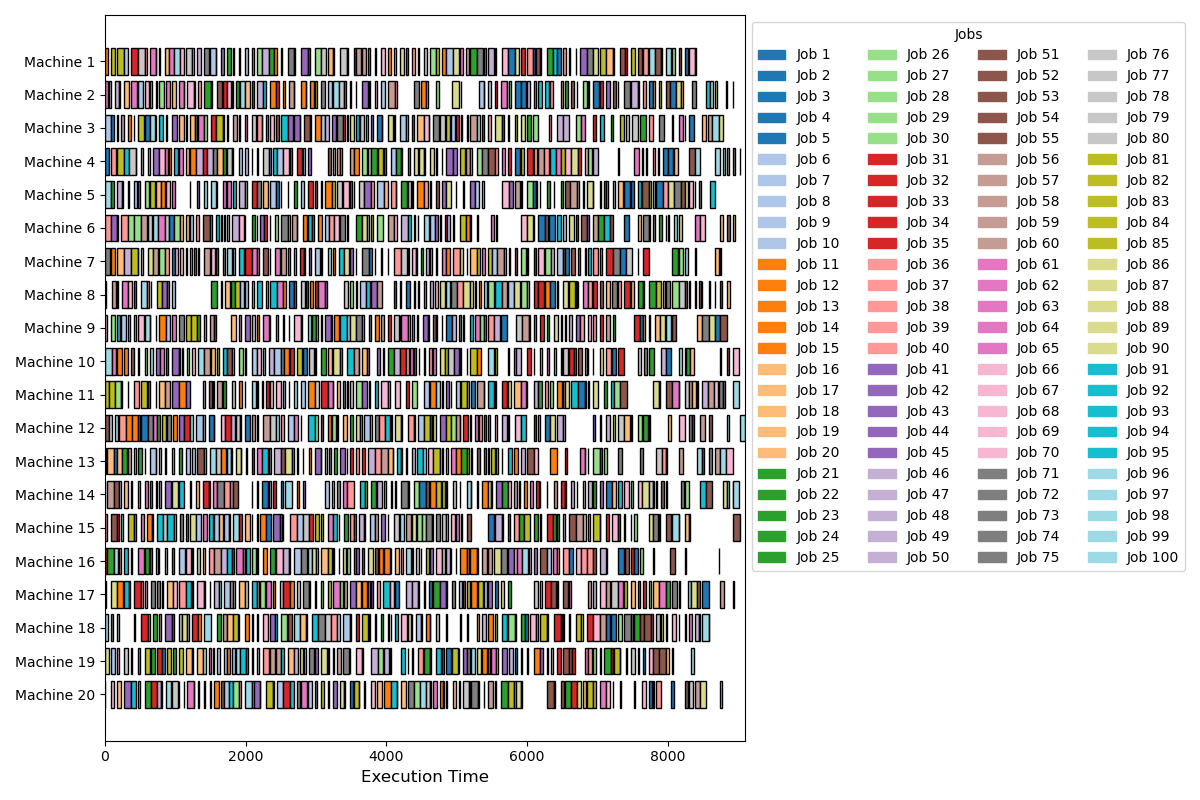 Machine 1
Machine 2
Machine 3
Machine 4
Machine 5
Machine 6
Machine 7
Machine 8
Machine 9
Machine 10
Machine 11
Machine 12
Machine 13
Machine 14
Machine 15
Machine 16
Machine 17
Machine 18
Machine 19
Machine 20
0 2000 4000 6000 8000
Execution Time
Jobs
Job 1 Job 26 Job 51 Job 76
Job 2 Job 27 Job 52 Job 77
Job 3 Job 28 Job 53 Job 78
Job 4 Job 29 Job 54 Job 79
Job 5 Job 30 Job 55 Job 80
Job 6 Job 31 Job 56 Job 81
Job 7 Job 32 Job 57 Job 82
Job 8 Job 33 Job 58 Job 83
Job 9 Job 34 Job 59 Job 84
Job 10 Job 35 Job 60 Job 85
Job 11 Job 36 Job 61 Job 86
Job 12 Job 37 Job 62 Job 87
Job 13 Job 38 Job 63 Job 88
Job 14 Job 39 Job 64 Job 89
Job 15 Job 40 Job 65 Job 90
Job 16 Job 41 Job 66 Job 91
Job 17 Job 42 Job 67 Job 92
Job 18 Job 43 Job 68 Job 93
Job 19 Job 44 Job 69 Job 94
Job 20 Job 45 Job 70 Job 95
Job 21 Job 46 Job 71 Job 96
Job 22 Job 47 Job 72 Job 97
Job 23 Job 48 Job 73 Job 98
Job 24 Job 49 Job 74 Job 99
Job 25 Job 50 Job 75 Job 100